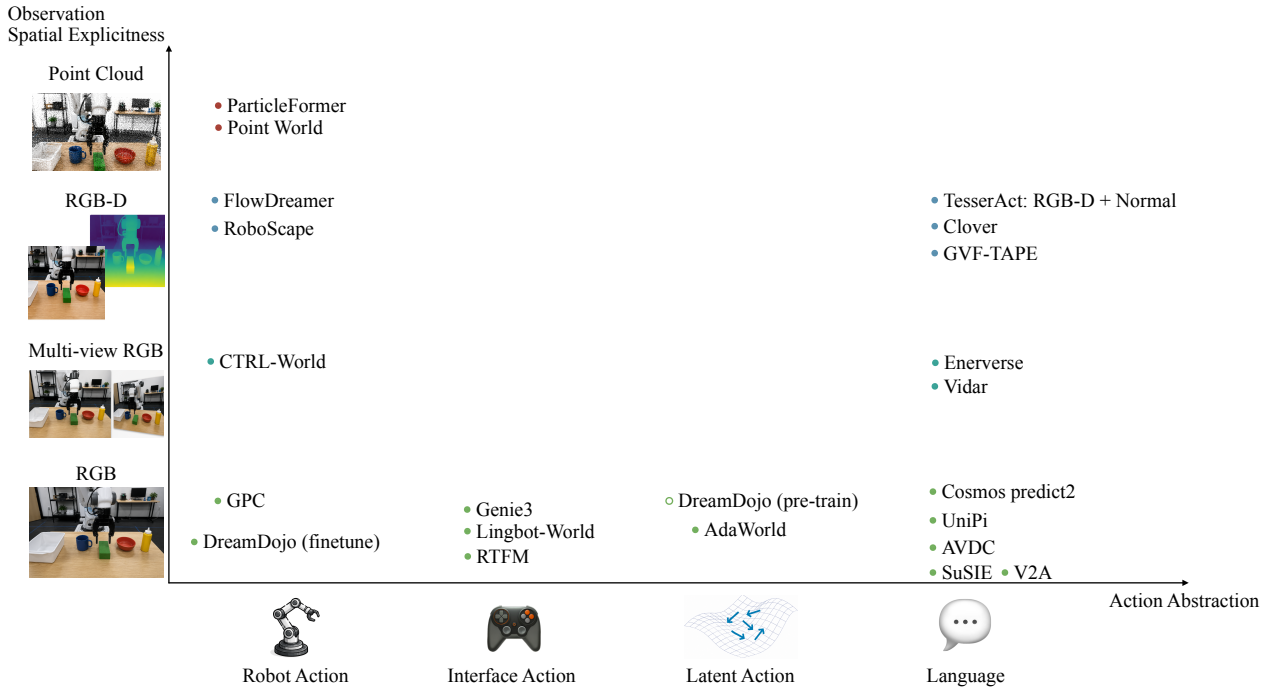 Observation
Spatial Explicitness
Point Cloud
ParticleFormer
Point World
RGB-D
FlowDreamer
RoboScape
TesserAct: RGB-D + Normal
Clover
GVF-TAPE
Multi-view RGB
CTRL-World
Enerverse
Vidar
RGB
GPC
DreamDojo (finetune)
Genie3
Lingbot-World
RTFM
DreamDojo (pre-train)
AdaWorld
Cosmos predict2
UniPi
AVDC
SuSIE V2A
Action Abstraction
Robot Action
Interface Action
Latent Action
Language